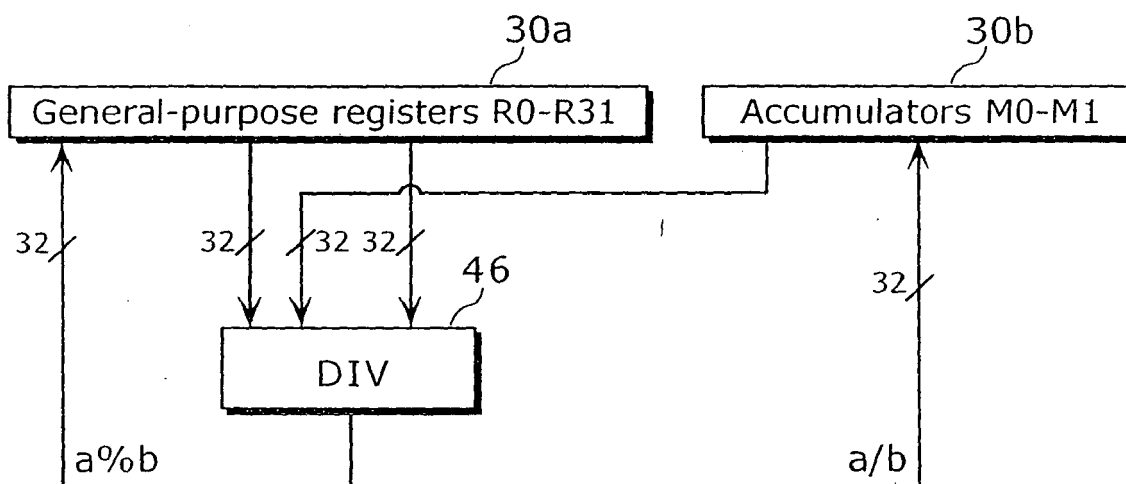 30a
30b
General-purpose registers R0-R31
Accumulators M0-M1
32
32
32
32
32
46
DIV
a%b
a/b